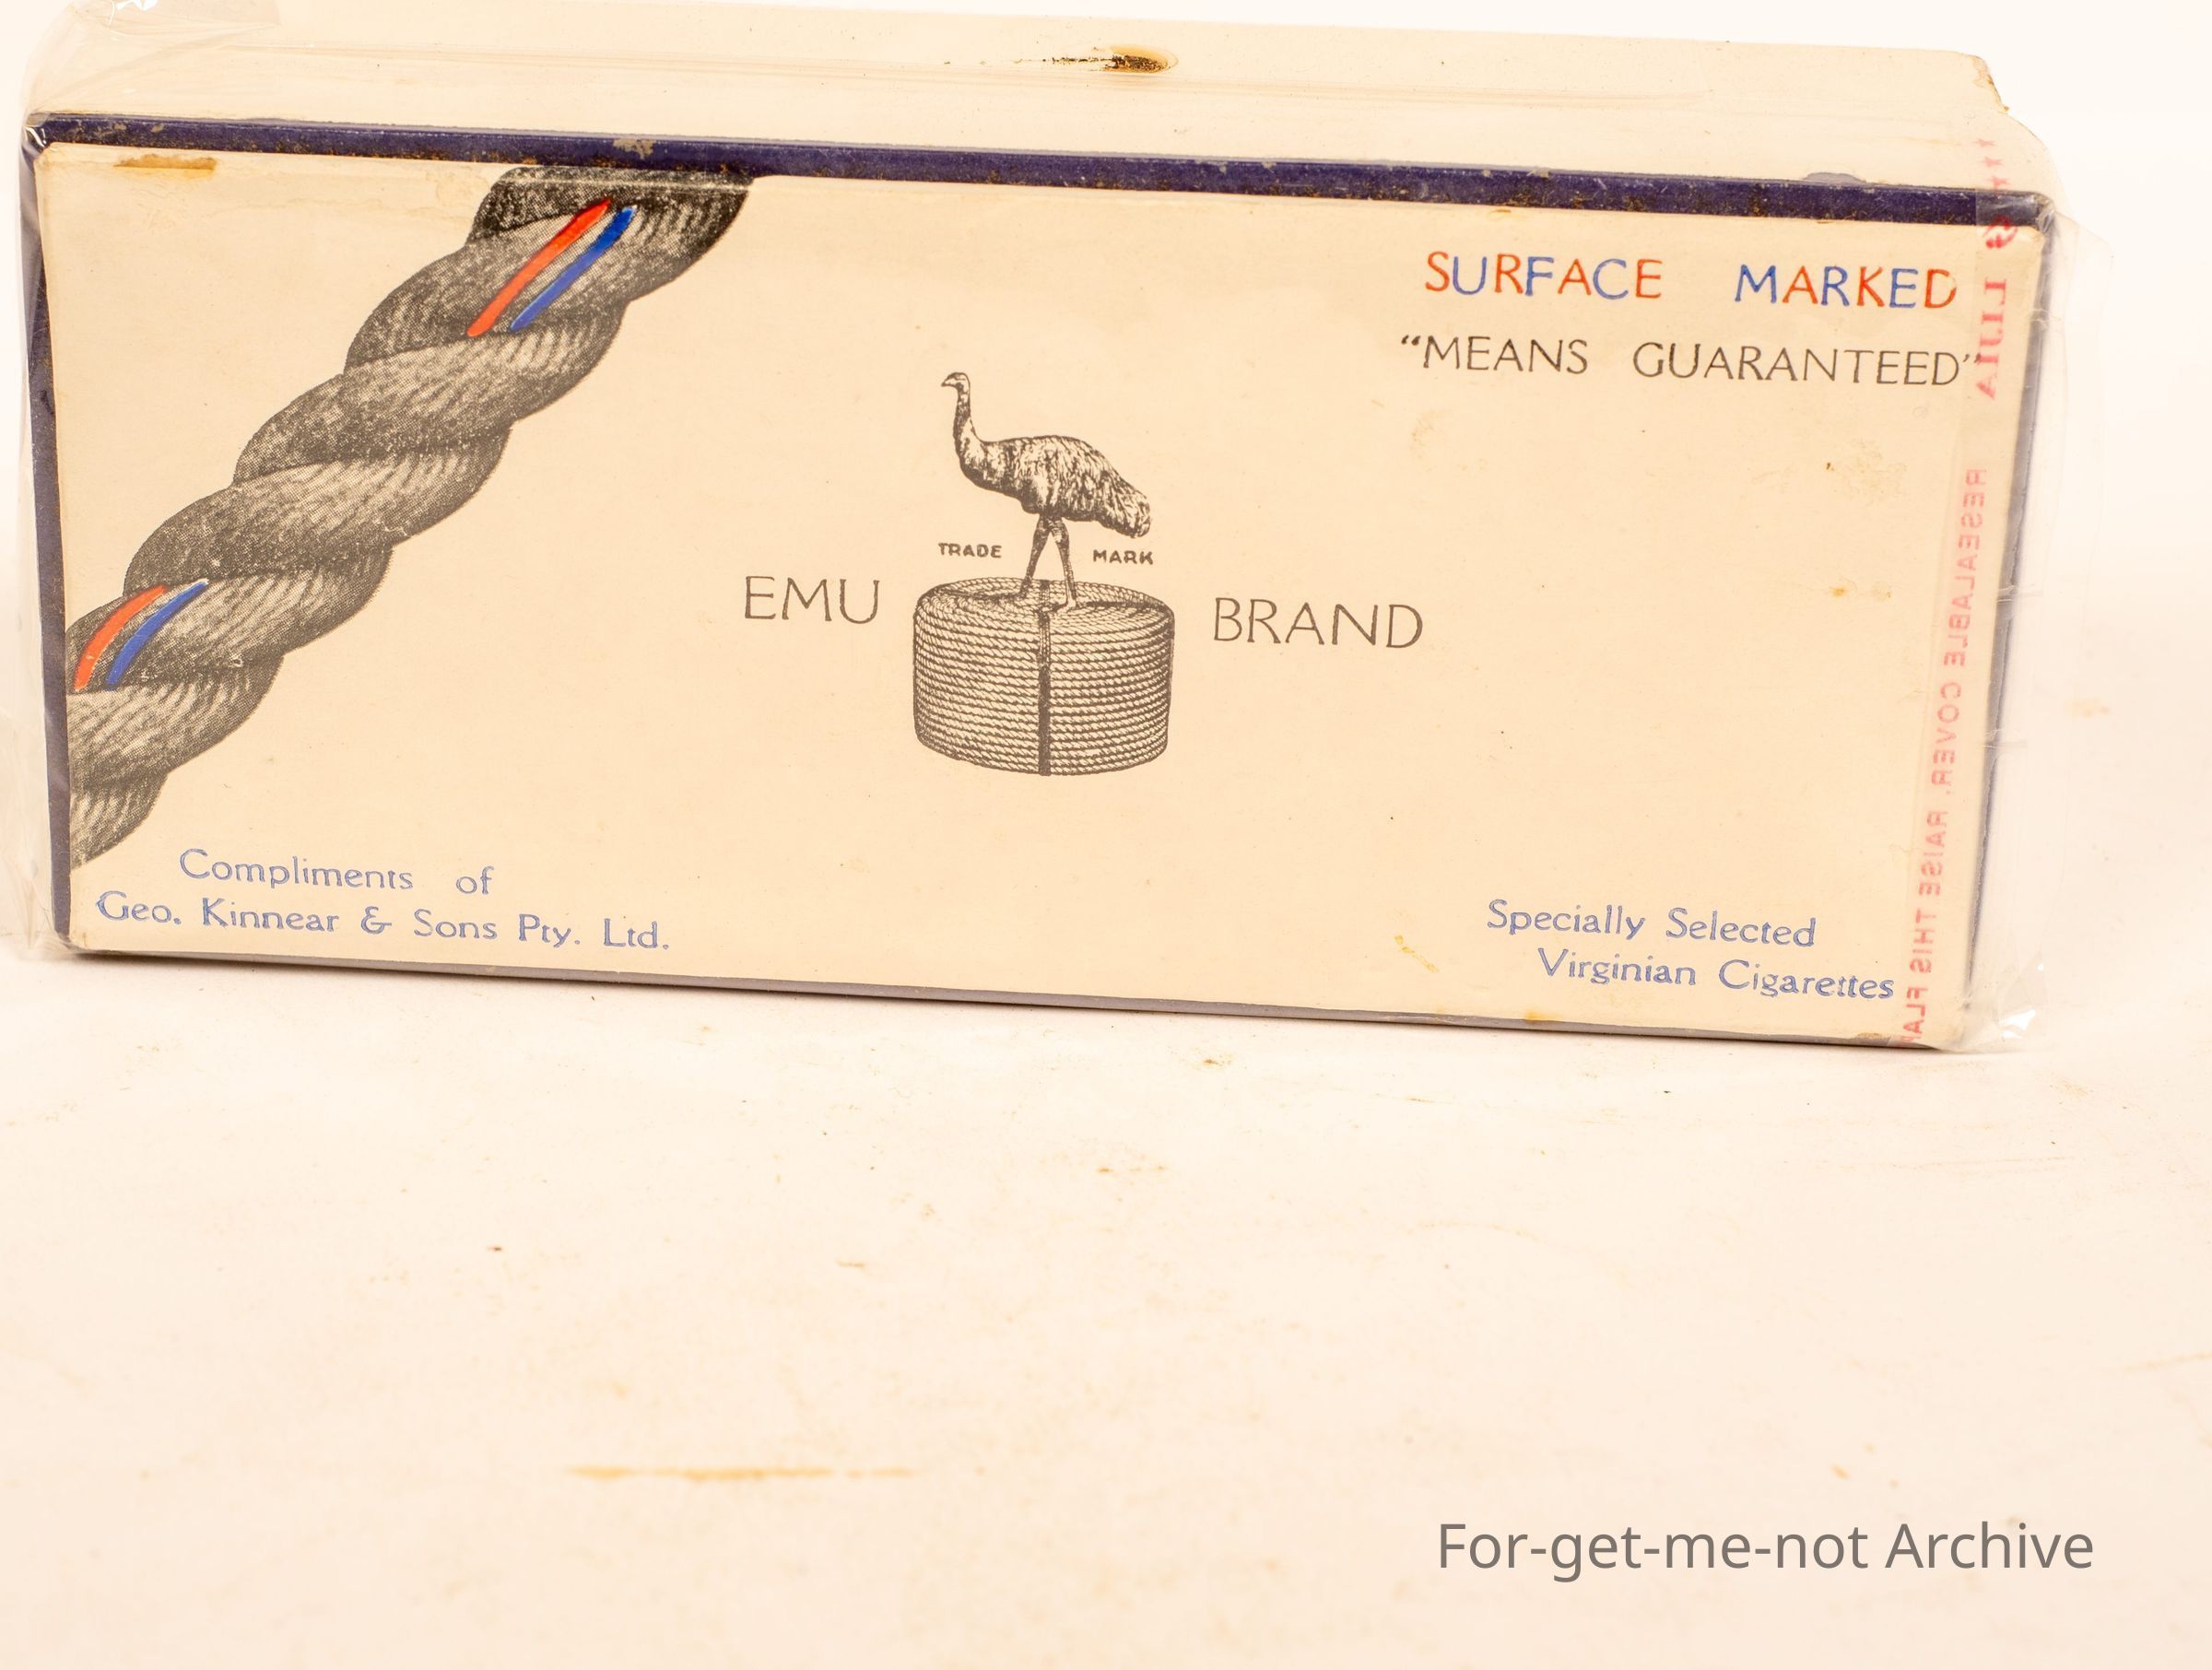 SURFACE MARKED
“MEANS GUARANTEED”
TRADE MARK
EMU BRAND
Compliments of
Geo. Kinnear & Sons Pty. Ltd.
Specially Selected
Virginian Cigarettes
RESEALABLE COVER. RAISE THIS FLAP
For-get-me-not Archive